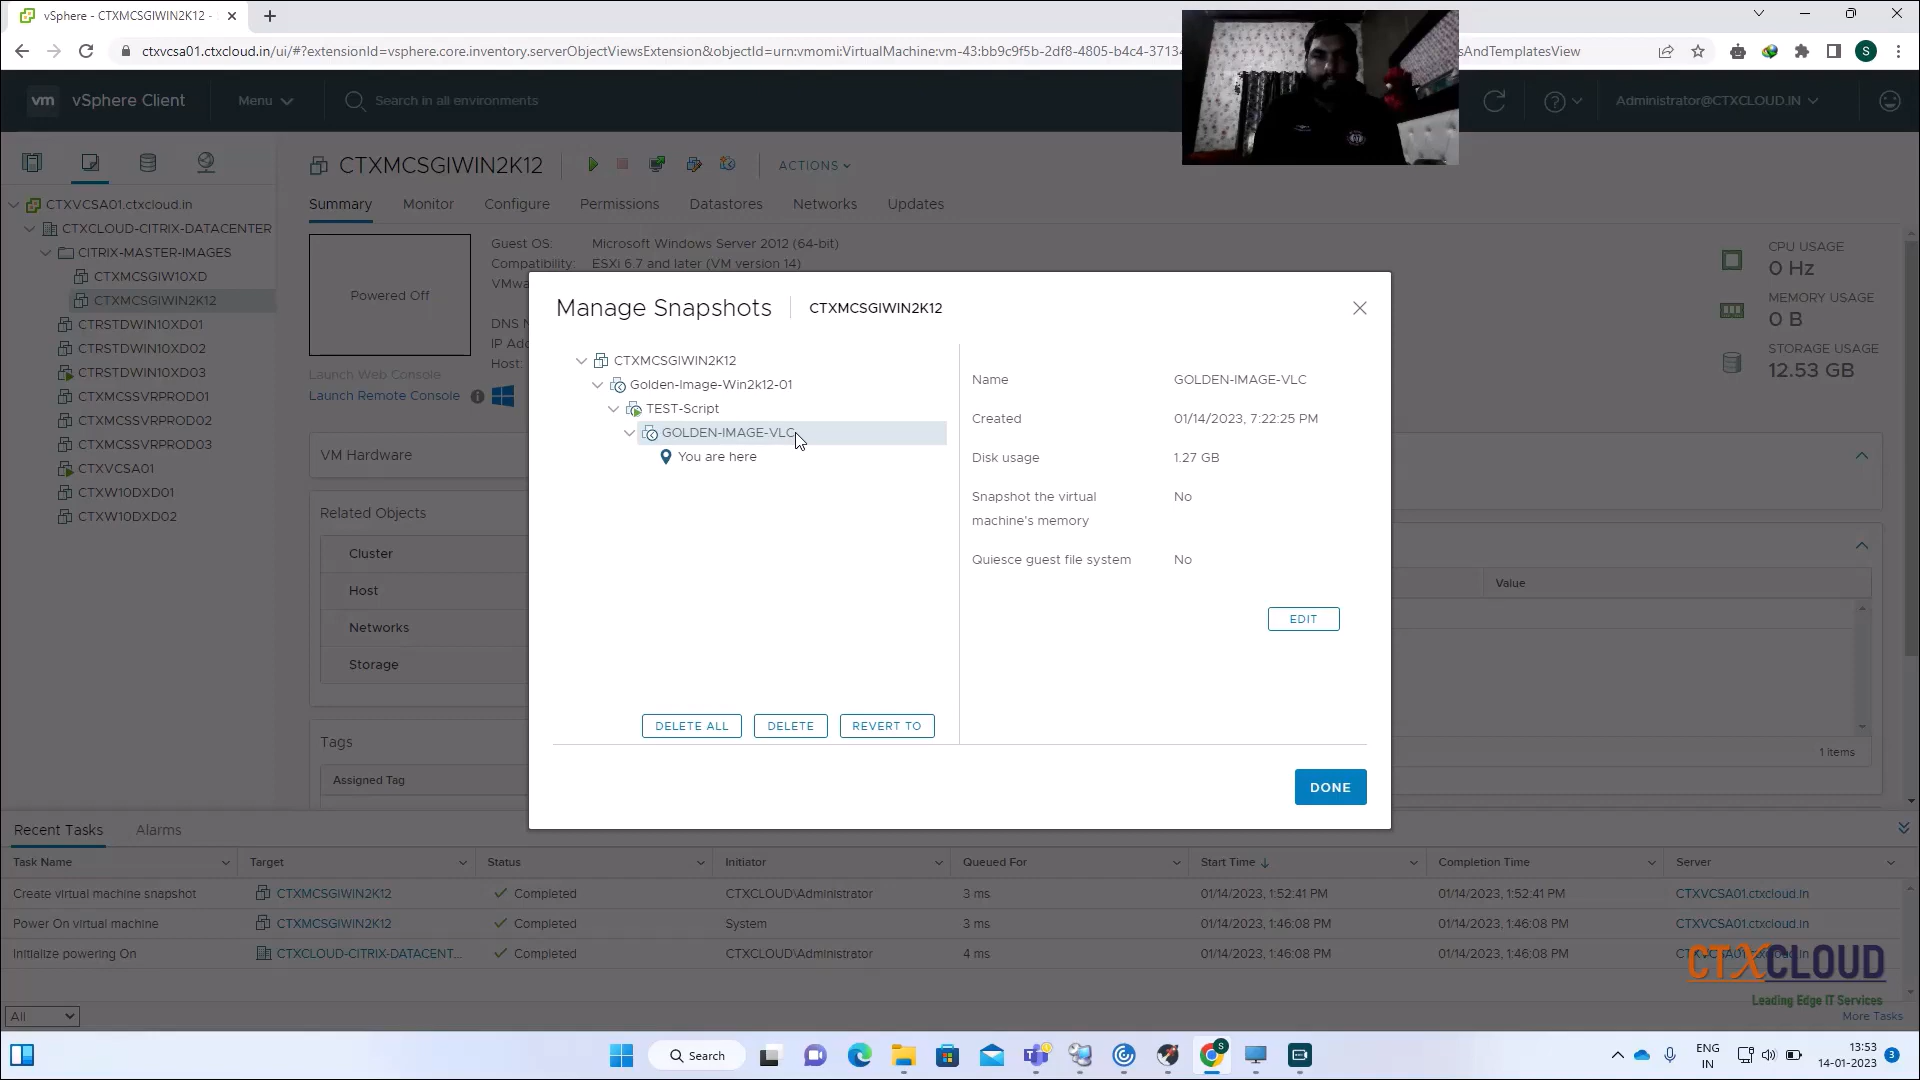 vSphere - CTXMCSGIWIN2K12 -
ctxvcsa01.ctxcloud.in/ui/#?extensionId=vsphere.core.inventory.serverObjectViewsExtension&objectId=urn:vmomi:VirtualMachine:vm-43:bb9c9f5b-2df8-4805-b4c4-37134
sAndTemplatesView
S
vm vSphere Client Menu Search in all environments Administrator@CTXCLOUD.IN
CTXMCSGIWIN2K12 ACTIONS
Summary Monitor Configure Permissions Datastores Networks Updates
CTXVCSA01.ctxcloud.in
CTXCLOUD-CITRIX-DATACENTER
CITRIX-MASTER-IMAGES
CTXMCSGIW10XD
CTXMCSGIWIN2K12
CTRSTDWIN10XD01
CTRSTDWIN10XD02
CTRSTDWIN10XD03
CTXMCSSVRPROD01
CTXMCSSVRPROD02
CTXMCSSVRPROD03
CTXVCSA01
CTXW10DXD01
CTXW10DXD02
Powered Off
Launch Web Console
Launch Remote Console
Guest OS: Microsoft Windows Server 2012 (64-bit)
Compatibility: ESXi 6.7 and later (VM version 14)
VMwa
DNS N
IP Add
Host:
CPU USAGE
0 Hz
MEMORY USAGE
0 B
STORAGE USAGE
12.53 GB
VM Hardware
Related Objects
Cluster
Host
Networks
Storage
Tags
Assigned Tag
Value
1 items
Manage Snapshots CTXMCSGIWIN2K12
CTXMCSGIWIN2K12
Golden-Image-Win2k12-01
TEST-Script
GOLDEN-IMAGE-VLC
You are here
Name GOLDEN-IMAGE-VLC
Created 01/14/2023, 7:22:25 PM
Disk usage 1.27 GB
Snapshot the virtual No
machine's memory
Quiesce guest file system No
EDIT
DELETE ALL DELETE REVERT TO
DONE
Recent Tasks Alarms
Task Name Target Status Initiator Queued For Start Time Completion Time Server
Create virtual machine snapshot CTXMCSGIWIN2K12 Completed CTXCLOUD\Administrator 3 ms 01/14/2023, 1:52:41 PM 01/14/2023, 1:52:41 PM CTXVCSA01.ctxcloud.in
Power On virtual machine CTXMCSGIWIN2K12 Completed System 3 ms 01/14/2023, 1:46:08 PM 01/14/2023, 1:46:08 PM CTXVCSA01.ctxcloud.in
Initialize powering On CTXCLOUD-CITRIX-DATACENT... Completed CTXCLOUD\Administrator 4 ms 01/14/2023, 1:46:08 PM 01/14/2023, 1:46:08 PM CTXVCSA01.ctxcloud.in
CTXCLOUD
Leading Edge IT Services
All
More Tasks
Search
S
ENG
IN
13:53
14-01-2023
3